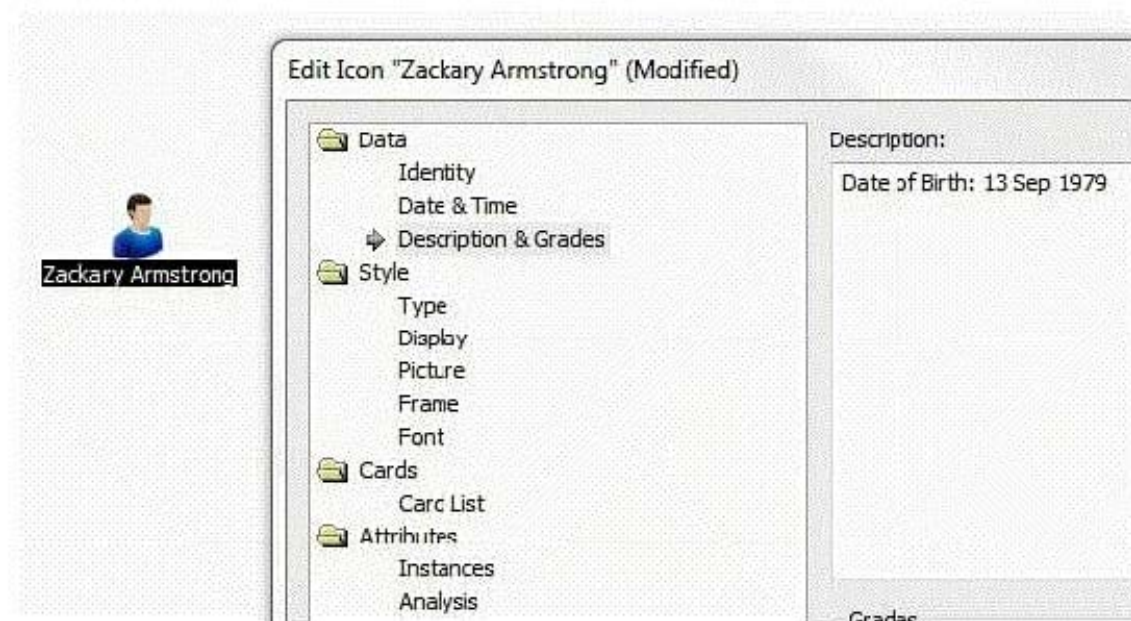 Edit Icon "Zackary Armstrong" (Modified)
Zackary Armstrong
Data
Identity
Date & Time
Description & Grades
Style
Type
Display
Picture
Frame
Font
Cards
Card List
Attributes
Instances
Analysis
Description:
Date of Birth: 13 Sep 1979
Grades